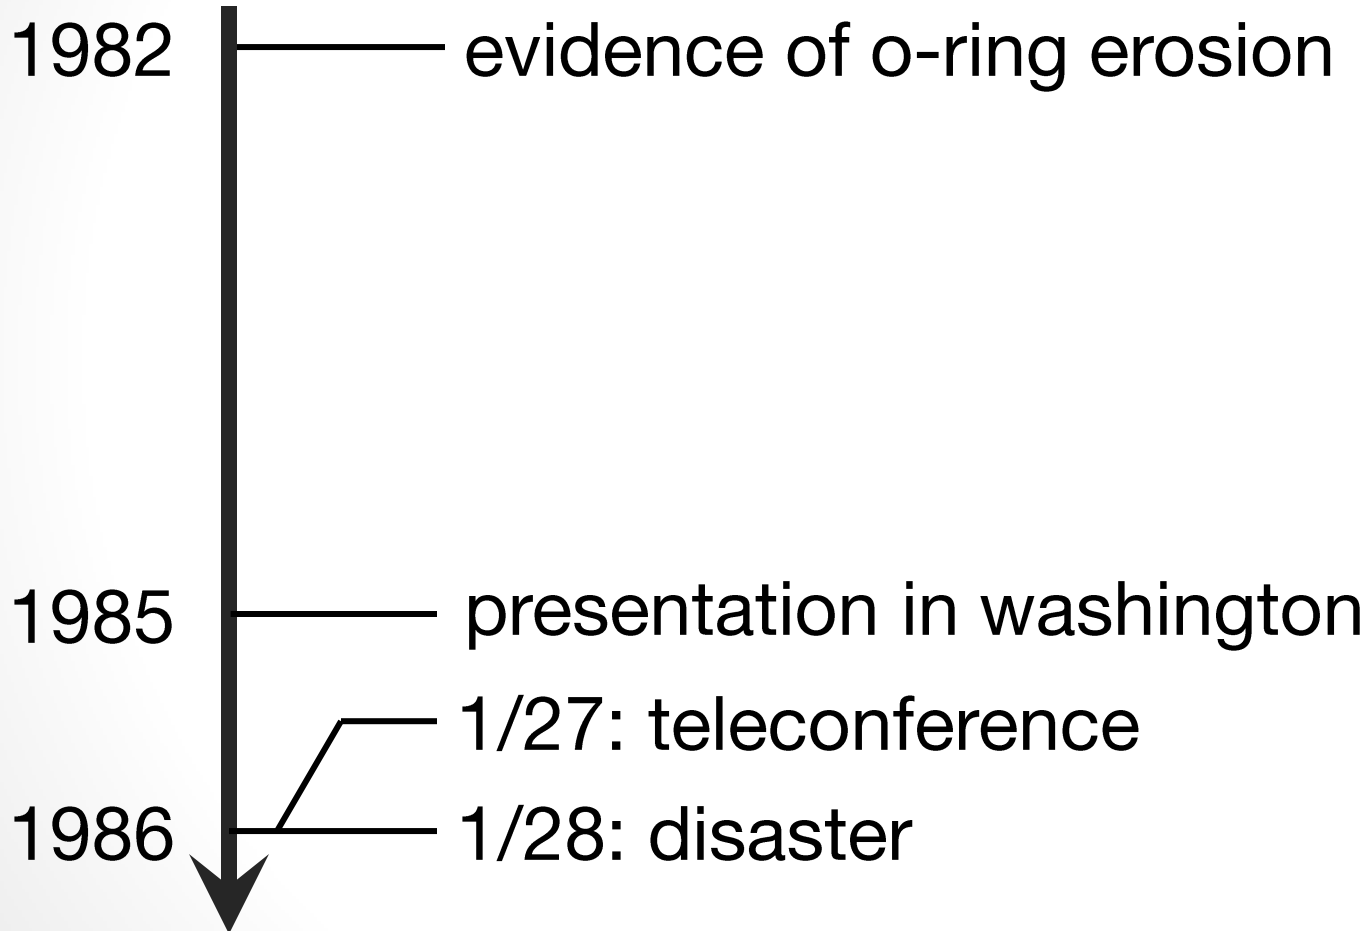 1982 evidence of o-ring erosion
1985 presentation in washington
1/27: teleconference
1986 1/28: disaster